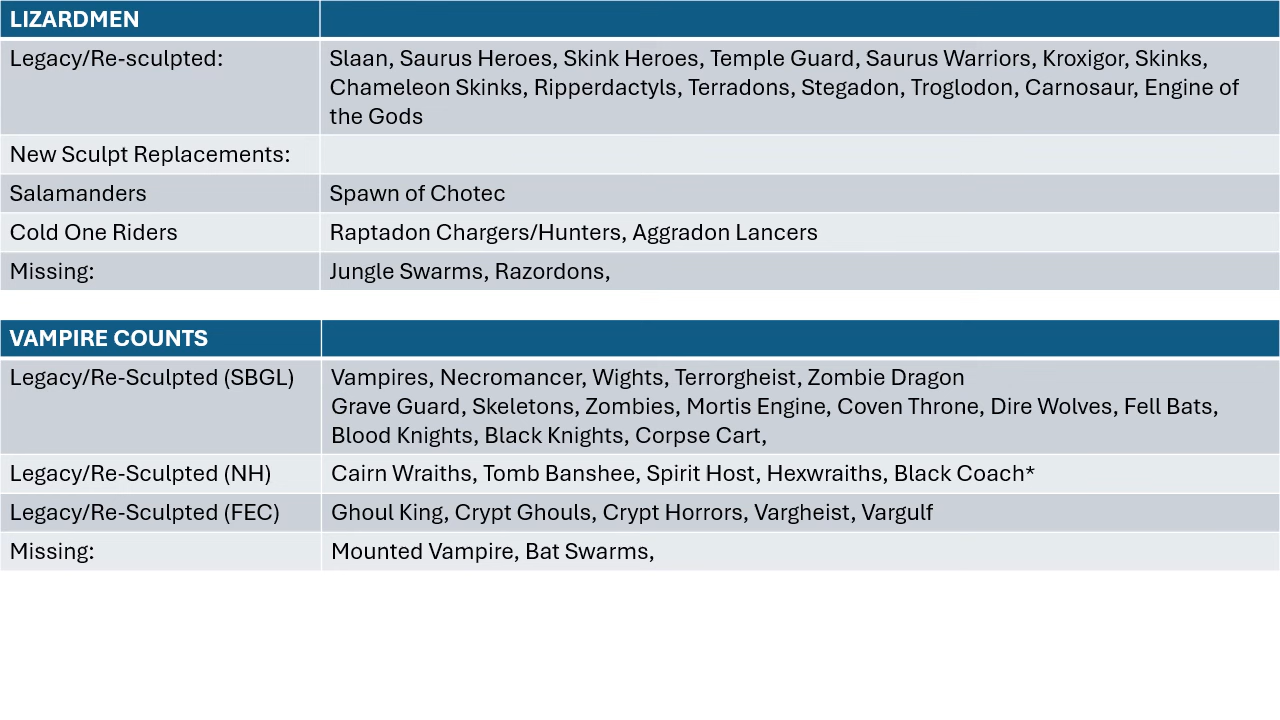 LIZARDMEN
Legacy/Re-sculpted:
Slaan, Saurus Heroes, Skink Heroes, Temple Guard, Saurus Warriors, Kroxigor, Skinks,
Chameleon Skinks, Ripperdactyls, Terradons, Stegadon, Troglodon, Carnosaur, Engine of
the Gods
New Sculpt Replacements:
Salamanders
Spawn of Chotec
Cold One Riders
Raptadon Chargers/Hunters, Aggradon Lancers
Missing:
Jungle Swarms, Razordons,
VAMPIRE COUNTS
Legacy/Re-Sculpted (SBGL)
Vampires, Necromancer, Wights, Terrorgheist, Zombie Dragon
Grave Guard, Skeletons, Zombies, Mortis Engine, Coven Throne, Dire Wolves, Fell Bats,
Blood Knights, Black Knights, Corpse Cart,
Legacy/Re-Sculpted (NH)
Cairn Wraiths, Tomb Banshee, Spirit Host, Hexwraiths, Black Coach*
Legacy/Re-Sculpted (FEC)
Ghoul King, Crypt Ghouls, Crypt Horrors, Vargheist, Vargulf
Missing:
Mounted Vampire, Bat Swarms,